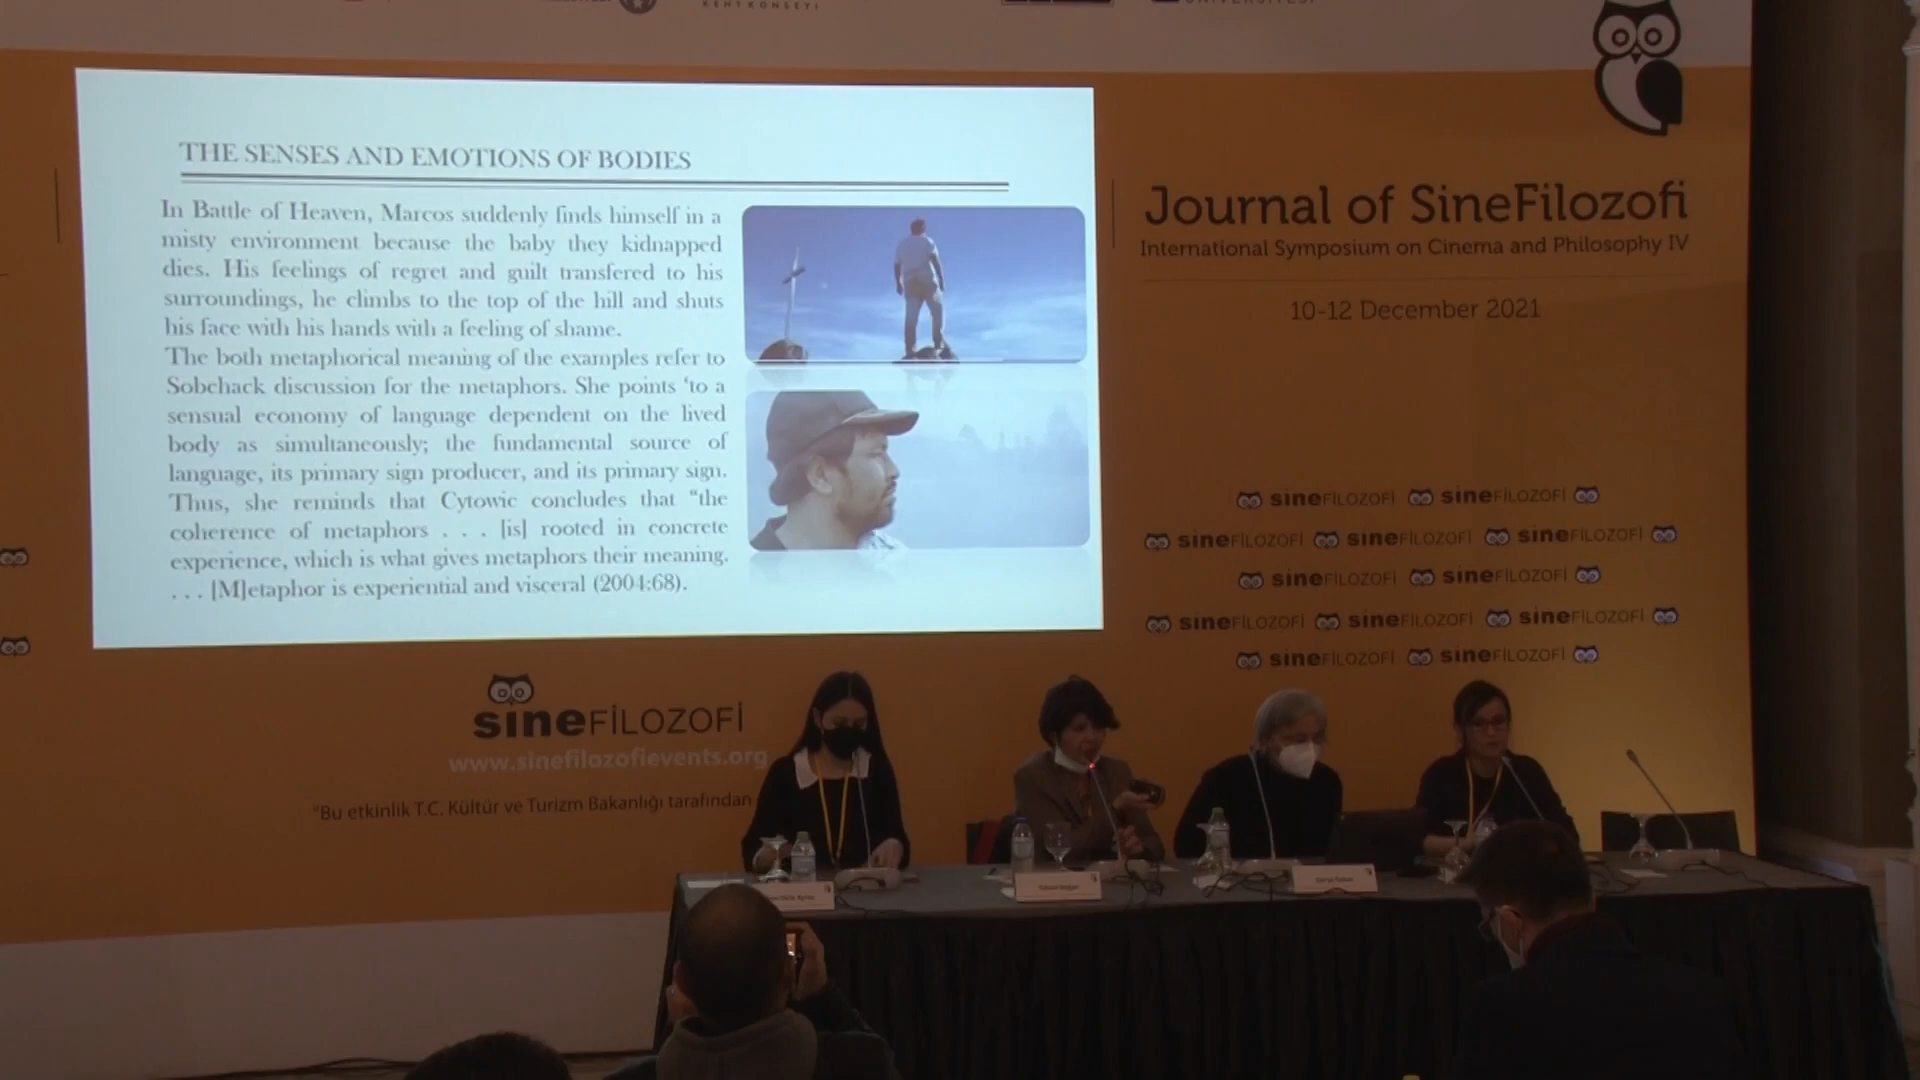 KENT KONSEYİ
THE SENSES AND EMOTIONS OF BODIES
In Battle of Heaven, Marcos suddenly finds himself in a
misty environment because the baby they kidnapped
dies. His feelings of regret and guilt transfered to his
surroundings, he climbs to the top of the hill and shuts
his face with his hands with a feeling of shame.
The both metaphorical meaning of the examples refer to
Sobchack discussion for the metaphors. She points ‘to a
sensual economy of language dependent on the lived
body as simultaneously; the fundamental source of
language, its primary sign producer, and its primary sign.
Thus, she reminds that Cytowic concludes that “the
coherence of metaphors . . . [is] rooted in concrete
experience, which is what gives metaphors their meaning.
. . . [M]etaphor is experiential and visceral (2004:68).
Journal of SineFilozofi
International Symposium on Cinema and Philosophy IV
10-12 December 2021
sineFİLOZOFİ sineFİLOZOFİ
sineFİLOZOFİ sineFİLOZOFİ sineFİLOZOFİ
sineFİLOZOFİ sineFİLOZOFİ
sineFİLOZOFİ sineFİLOZOFİ sineFİLOZOFİ
sineFİLOZOFİ sineFİLOZOFİ
sineFİLOZOFİ
www.sinefilozofievents.org
“Bu etkinlik T.C. Kültür ve Turizm Bakanlığı tarafından